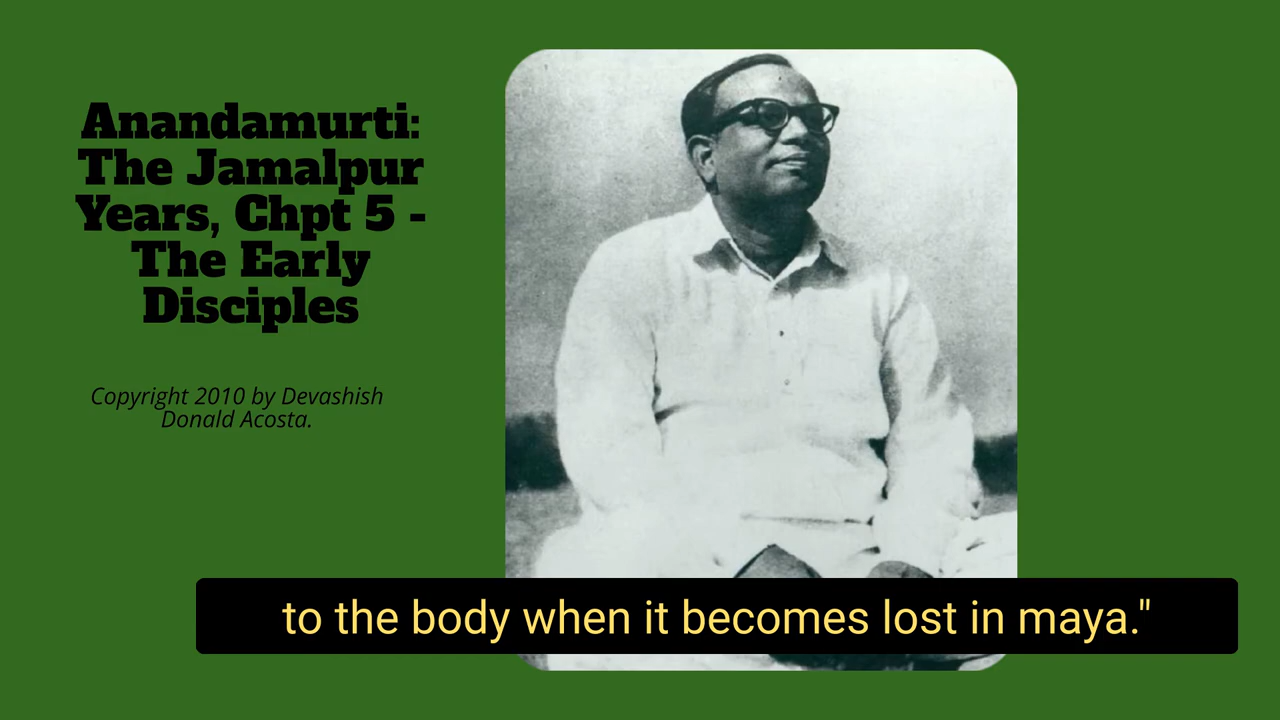 Anandamurti:
The Jamalpur
Years, Chpt 5 -
The Early
Disciples
Copyright 2010 by Devashish
Donald Acosta.
to the body when it becomes lost in maya."